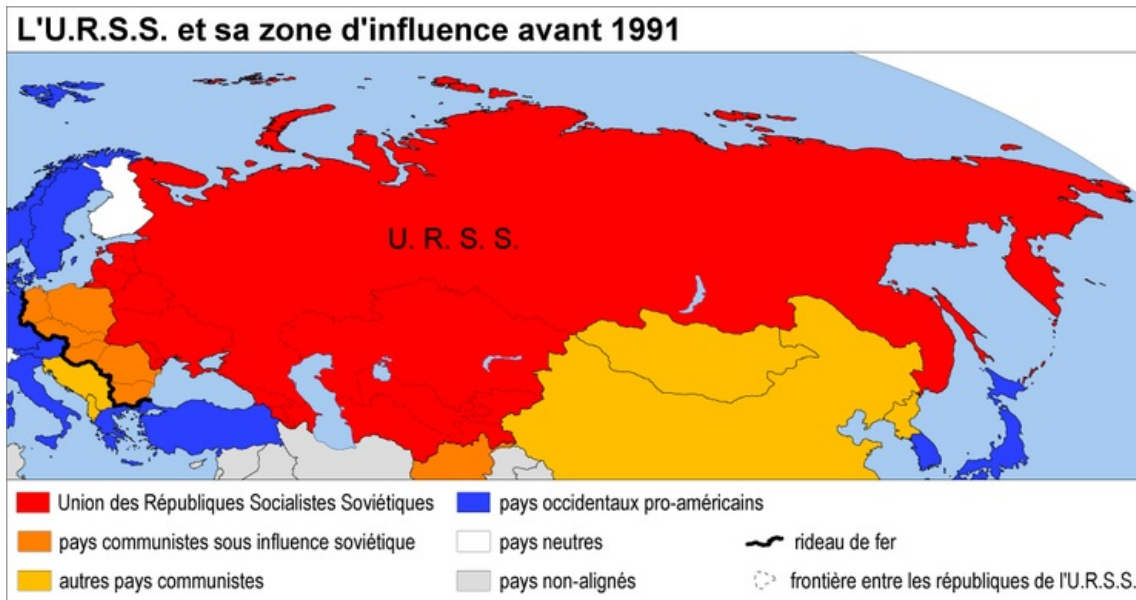 L'U.R.S.S. et sa zone d'influence avant 1991
U. R. S. S.
Union des Républiques Socialistes Soviétiques
pays communistes sous influence soviétique
autres pays communistes
pays occidentaux pro-américains
pays neutres
pays non-alignés
rideau de fer
frontière entre les républiques de l'U.R.S.S.